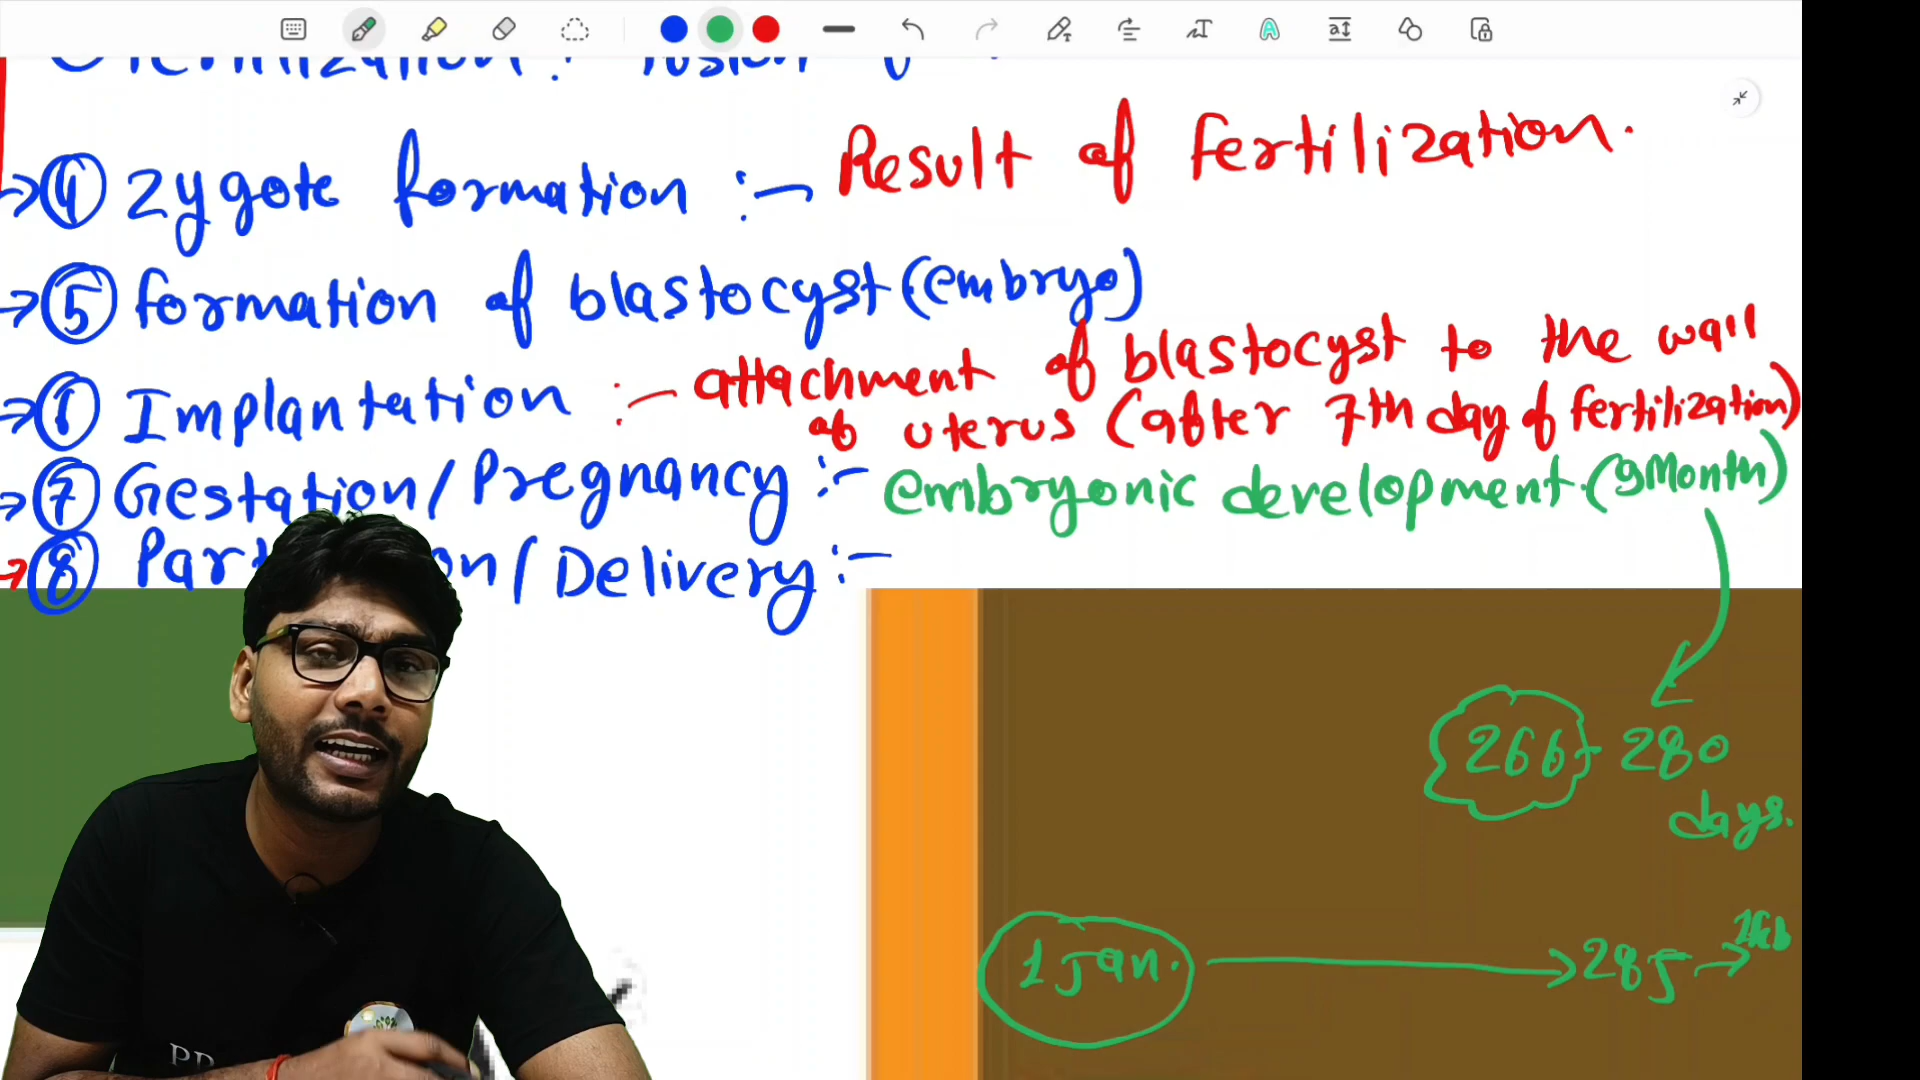 ④ Zygote formation :- Result of fertilization.
⑤ formation of blastocyst (embryo)
⑥ Implantation :- attachment of blastocyst to the wall
of uterus (after 7th day of fertilization)
⑦ Gestation / Pregnancy :- embryonic development. (9 Month)
⑧ Part on / Delivery :-
266 - 280
days.
1 Jan. → 285 →